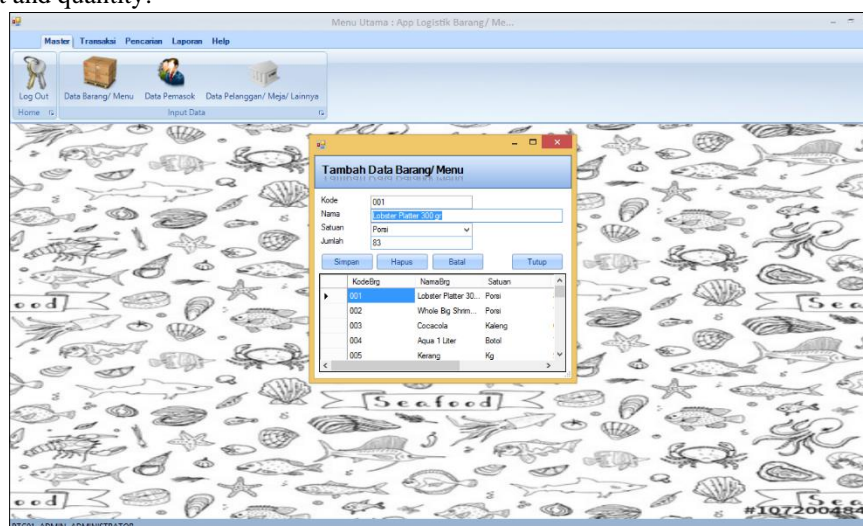 t and quantity.
Menu Utama : App Logistik Barang/ Me...
Master Transaksi Pencarian Laporan Help
Log Out Data Barang/ Menu Data Pemasok Data Pelanggan/ Meja/ Lainnya
Home Input Data
Tambah Data Barang/ Menu
Kode 001
Nama Lobster Platter 300 gr
Satuan Porsi
Jumlah 83
Simpan Hapus Batal Tutup
KodeBrg NamaBrg Satuan
001 Lobster Platter 30... Porsi
002 Whole Big Shrim... Porsi
003 Cocacola Kaleng
004 Aqua 1 Liter Botol
005 Kerang Kg
ood Sea
Seafood
ood Sea
#107200484